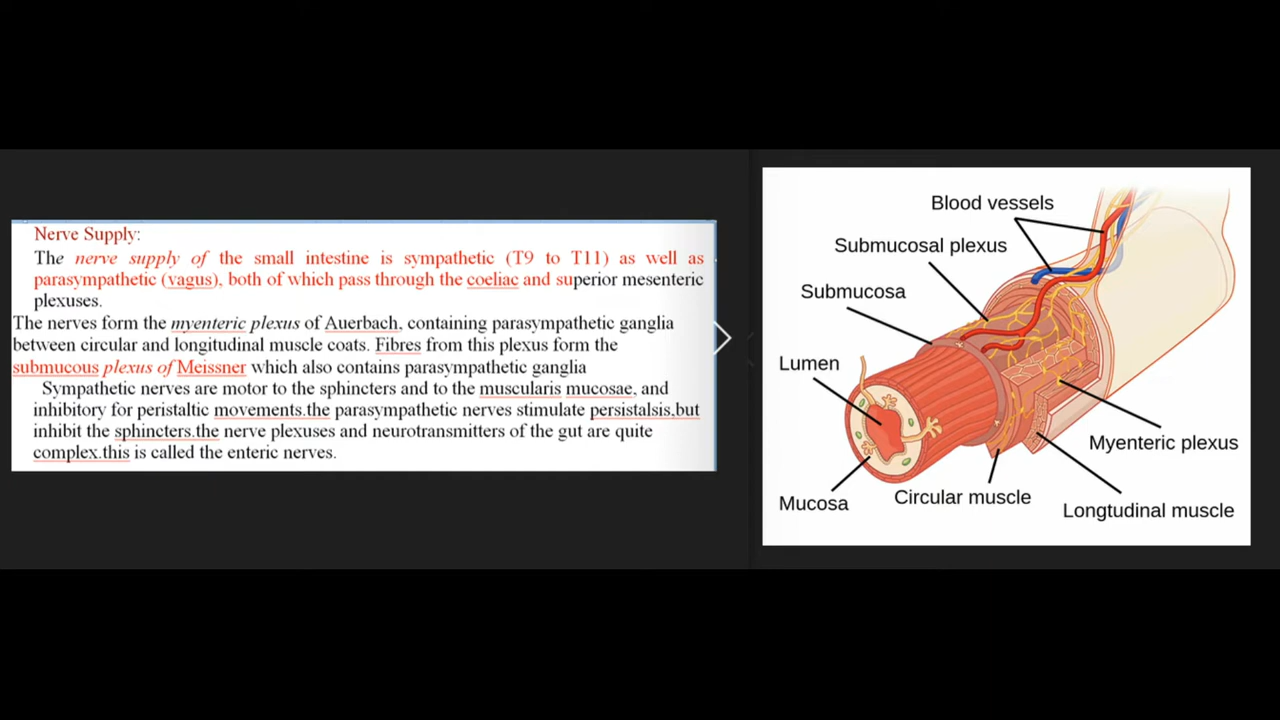 Nerve Supply:
The nerve supply of the small intestine is sympathetic (T9 to T11) as well as
parasympathetic (vagus), both of which pass through the coeliac and superior mesenteric
plexuses.
The nerves form the myenteric plexus of Auerbach, containing parasympathetic ganglia
between circular and longitudinal muscle coats. Fibres from this plexus form the
submucous plexus of Meissner which also contains parasympathetic ganglia
Sympathetic nerves are motor to the sphincters and to the muscularis mucosae, and
inhibitory for peristaltic movements.the parasympathetic nerves stimulate persistalsis,but
inhibit the sphincters.the nerve plexuses and neurotransmitters of the gut are quite
complex.this is called the enteric nerves.
Blood vessels
Submucosal plexus
Submucosa
Lumen
Myenteric plexus
Mucosa
Circular muscle
Longtudinal muscle